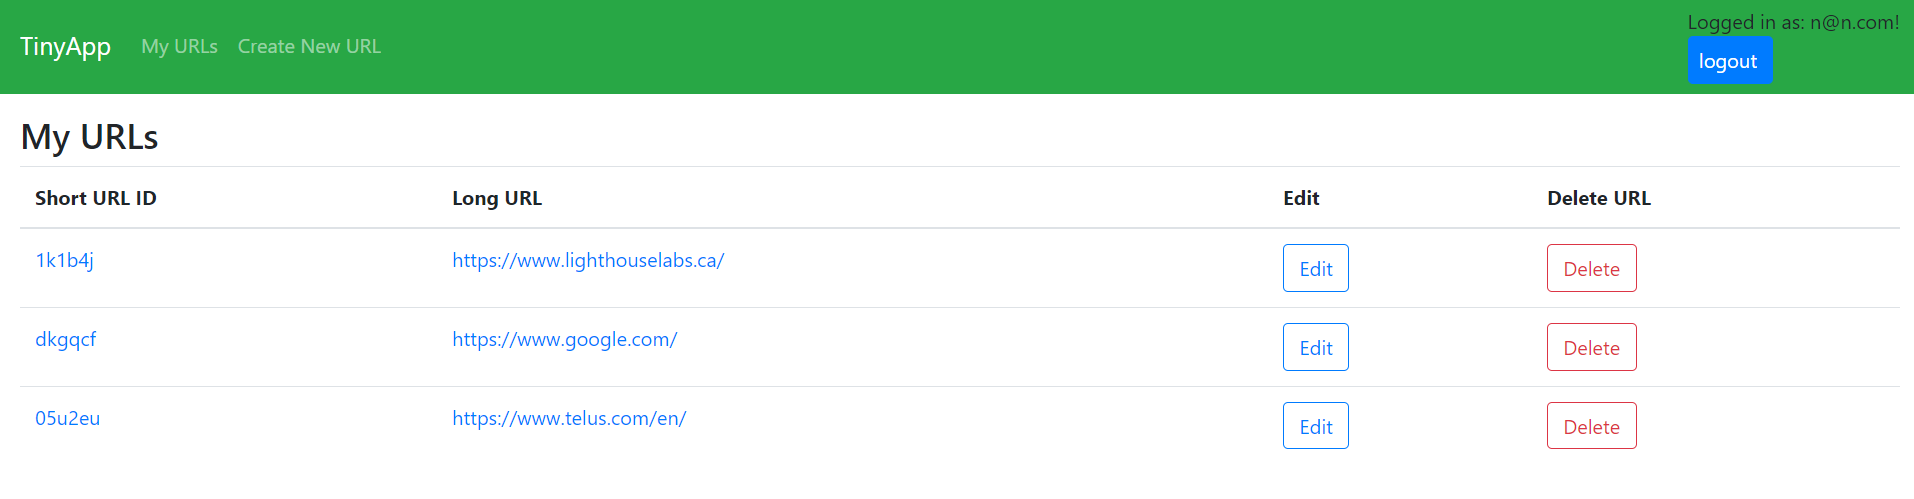 TinyApp My URLs Create New URL
Logged in as: n@n.com!
logout
My URLs
Short URL ID Long URL Edit Delete URL
1k1b4j https://www.lighthouselabs.ca/ Edit Delete
dkgqcf https://www.google.com/ Edit Delete
05u2eu https://www.telus.com/en/ Edit Delete